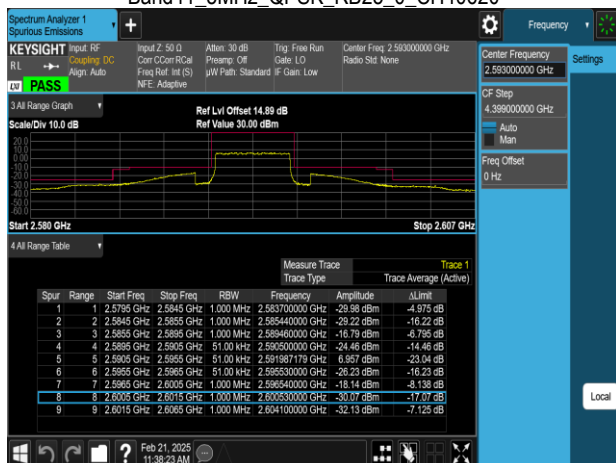 Band41_5MHz_QPSK_RB25_0_CH40620
Spectrum Analyzer 1
Spurious Emissions
Frequency
KEYSIGHT Input: RF Input Z: 50 Ω Atten: 30 dB Trig: Free Run Center Freq: 2.593000000 GHz
RL Coupling: DC Corr CCorr RCal Preamp: Off Gate: LO Radio Std: None
Align: Auto Freq Ref: Int (S) µW Path: Standard IF Gain: Low
LXI PASS NFE: Adaptive
Center Frequency
2.593000000 GHz
Settings
CF Step
4.399000000 GHz
Auto
Man
Freq Offset
0 Hz
Local
3 All Range Graph
Ref Lvl Offset 14.89 dB
Scale/Div 10.0 dB Ref Value 30.00 dBm
20.0
10.0
0.00
-10.0
-20.0
-30.0
-40.0
-50.0
-60.0
Start 2.580 GHz Stop 2.607 GHz
4 All Range Table
Measure Trace Trace 1
Trace Type Trace Average (Active)
Spur Range Start Freq Stop Freq RBW Frequency Amplitude ΔLimit
1 1 2.5795 GHz 2.5845 GHz 1.000 MHz 2.583700000 GHz -29.98 dBm -4.975 dB
2 2 2.5845 GHz 2.5855 GHz 1.000 MHz 2.585440000 GHz -29.22 dBm -16.22 dB
3 3 2.5855 GHz 2.5895 GHz 1.000 MHz 2.589460000 GHz -16.79 dBm -6.795 dB
4 4 2.5895 GHz 2.5905 GHz 51.00 kHz 2.590500000 GHz -24.46 dBm -14.46 dB
5 5 2.5905 GHz 2.5955 GHz 51.00 kHz 2.591987179 GHz 6.957 dBm -23.04 dB
6 6 2.5955 GHz 2.5965 GHz 51.00 kHz 2.595530000 GHz -26.23 dBm -16.23 dB
7 7 2.5965 GHz 2.6005 GHz 1.000 MHz 2.596540000 GHz -18.14 dBm -8.138 dB
8 8 2.6005 GHz 2.6015 GHz 1.000 MHz 2.600530000 GHz -30.07 dBm -17.07 dB
9 9 2.6015 GHz 2.6065 GHz 1.000 MHz 2.604100000 GHz -32.13 dBm -7.125 dB
Feb 21, 2025
11:38:23 AM